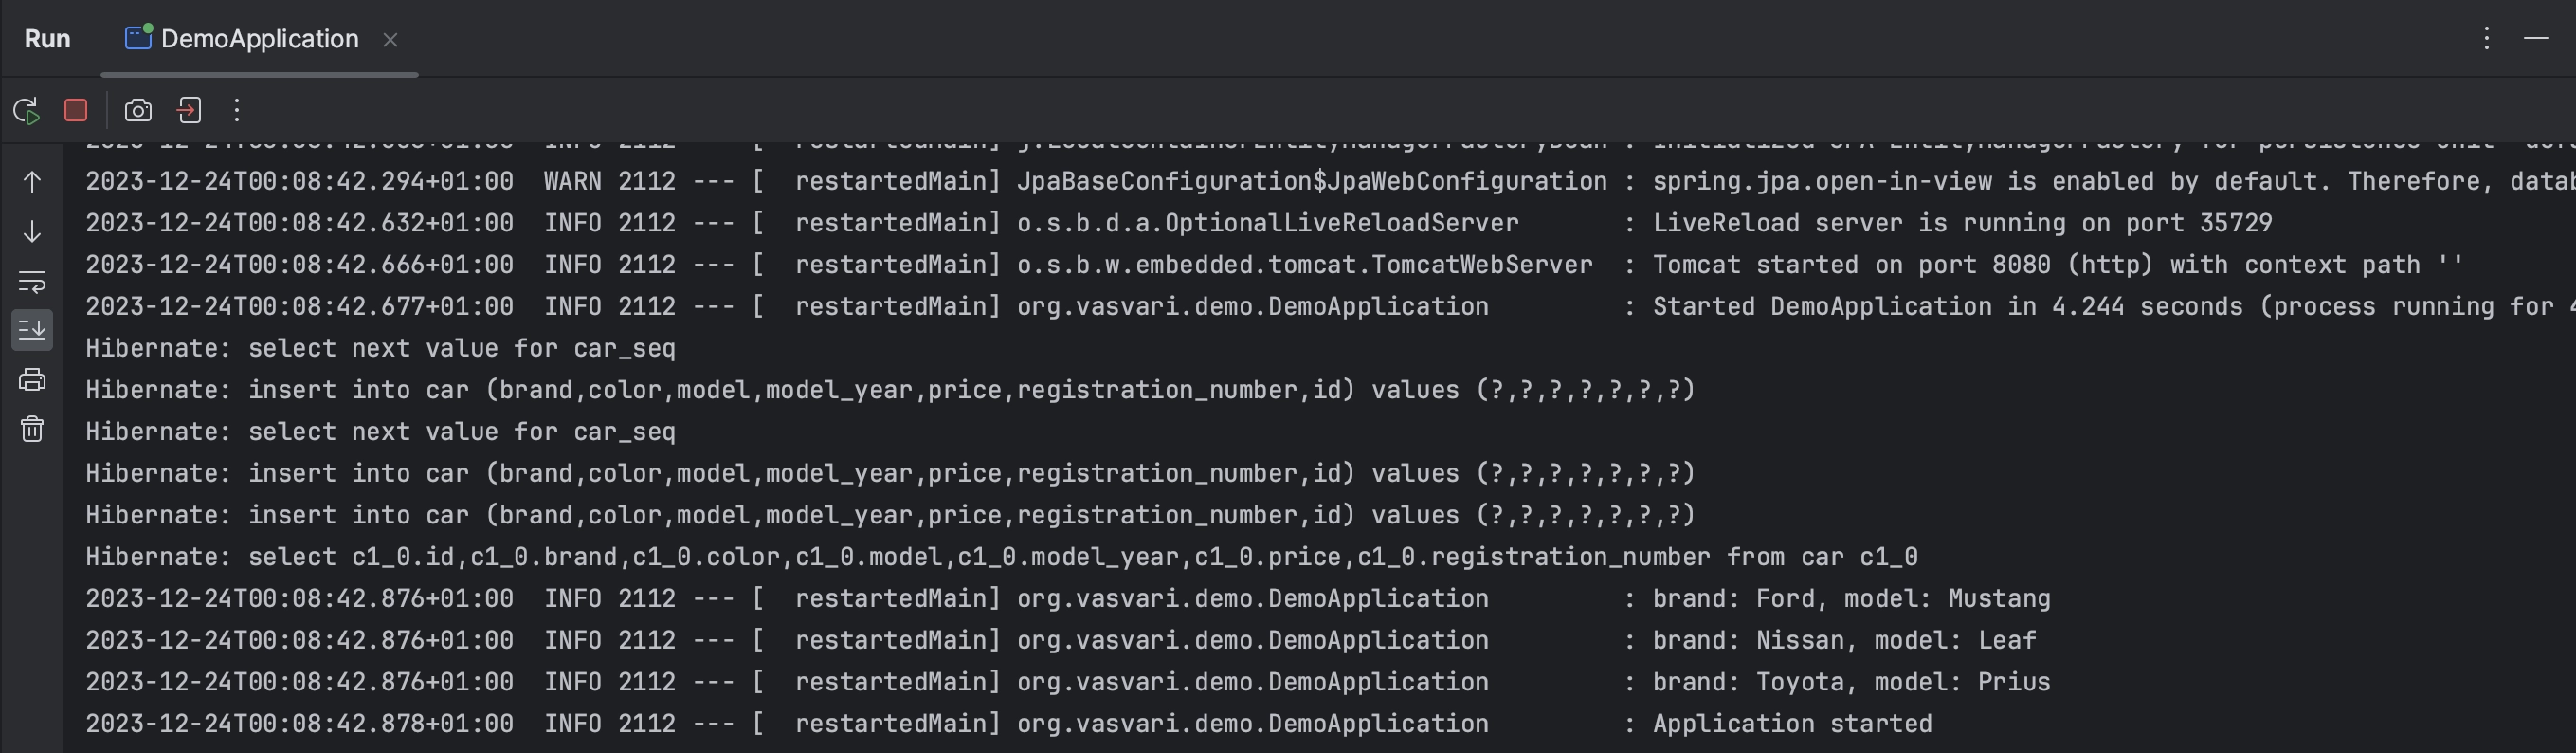 Run DemoApplication
2023-12-24T00:08:42.294+01:00  WARN 2112 --- [  restartedMain] JpaBaseConfiguration$JpaWebConfiguration : spring.jpa.open-in-view is enabled by default. Therefore, datab
2023-12-24T00:08:42.632+01:00  INFO 2112 --- [  restartedMain] o.s.b.d.a.OptionalLiveReloadServer       : LiveReload server is running on port 35729
2023-12-24T00:08:42.666+01:00  INFO 2112 --- [  restartedMain] o.s.b.w.embedded.tomcat.TomcatWebServer  : Tomcat started on port 8080 (http) with context path ''
2023-12-24T00:08:42.677+01:00  INFO 2112 --- [  restartedMain] org.vasvari.demo.DemoApplication         : Started DemoApplication in 4.244 seconds (process running for 4
Hibernate: select next value for car_seq
Hibernate: insert into car (brand,color,model,model_year,price,registration_number,id) values (?,?,?,?,?,?,?)
Hibernate: select next value for car_seq
Hibernate: insert into car (brand,color,model,model_year,price,registration_number,id) values (?,?,?,?,?,?,?)
Hibernate: insert into car (brand,color,model,model_year,price,registration_number,id) values (?,?,?,?,?,?,?)
Hibernate: select c1_0.id,c1_0.brand,c1_0.color,c1_0.model,c1_0.model_year,c1_0.price,c1_0.registration_number from car c1_0
2023-12-24T00:08:42.876+01:00  INFO 2112 --- [  restartedMain] org.vasvari.demo.DemoApplication         : brand: Ford, model: Mustang
2023-12-24T00:08:42.876+01:00  INFO 2112 --- [  restartedMain] org.vasvari.demo.DemoApplication         : brand: Nissan, model: Leaf
2023-12-24T00:08:42.876+01:00  INFO 2112 --- [  restartedMain] org.vasvari.demo.DemoApplication         : brand: Toyota, model: Prius
2023-12-24T00:08:42.878+01:00  INFO 2112 --- [  restartedMain] org.vasvari.demo.DemoApplication         : Application started